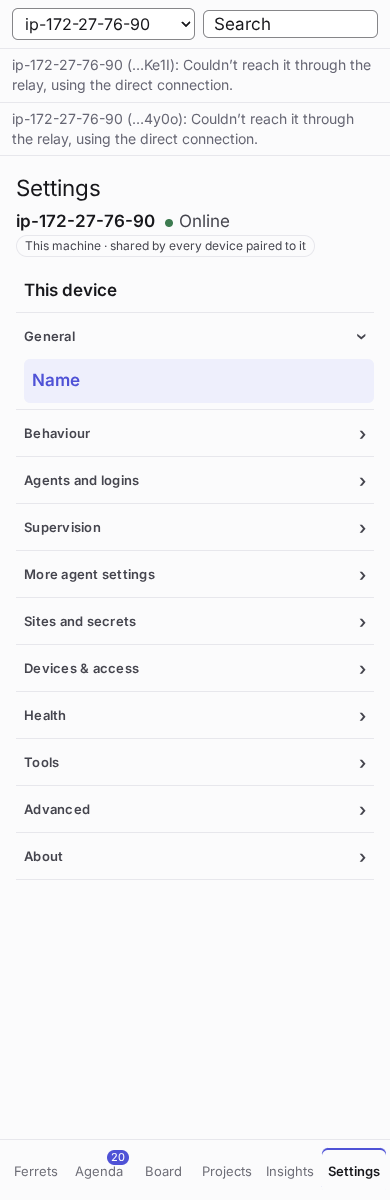 ip-172-27-76-90
Search
ip-172-27-76-90 (…Ke1I): Couldn’t reach it through the
relay, using the direct connection.
ip-172-27-76-90 (…4y0o): Couldn’t reach it through
the relay, using the direct connection.
Settings
ip-172-27-76-90 Online
This machine · shared by every device paired to it
This device
General
Name
Behaviour
Agents and logins
Supervision
More agent settings
Sites and secrets
Devices & access
Health
Tools
Advanced
About
20
Ferrets Agenda Board Projects Insights Settings